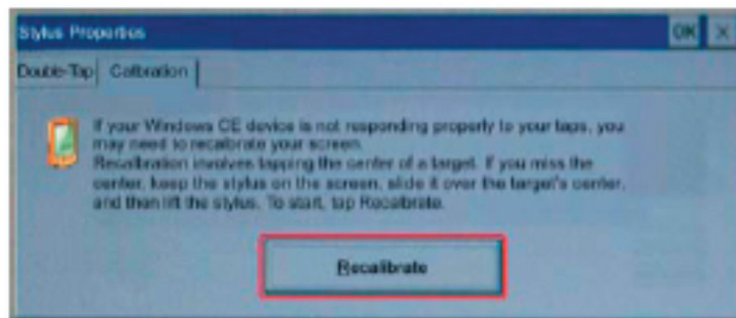 Stylus Properties OK ×
Double-Tap Calibration
If your Windows CE device is not responding properly to your taps, you
may need to recalibrate your screen.
Recalibration involves tapping the center of a target. If you miss the
center, keep the stylus on the screen, slide it over the target's center,
and then lift the stylus. To start, tap Recalibrate.
Recalibrate